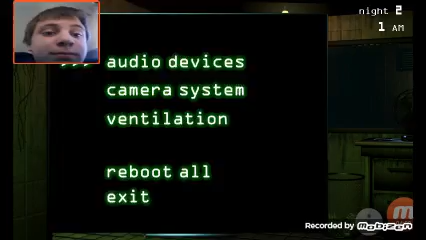 night 2
1 AM
>>> audio devices
camera system
ventilation
reboot all
exit
Recorded by mobizen